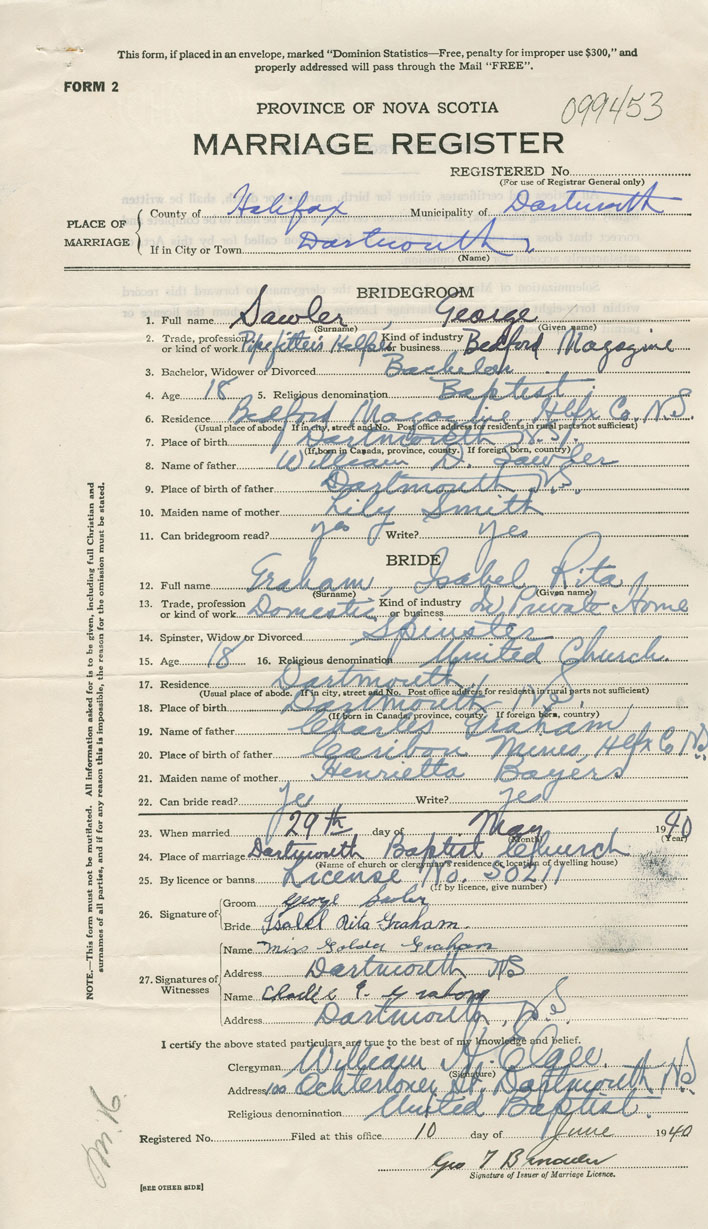 This form, if placed in an envelope, marked "Dominion Statistics—Free, penalty for improper use $300," and
properly addressed will pass through the Mail "FREE".
FORM 2
099453
PROVINCE OF NOVA SCOTIA
MARRIAGE REGISTER
REGISTERED No.
(For use of Registrar General only)
PLACE OF MARRIAGE
County of Halifax Municipality of Dartmouth
If in City or Town Dartmouth
(Name)
BRIDEGROOM
1. Full name Sawler, George
(Surname) (Given name)
2. Trade, profession or kind of work Pipefitter's Helper Kind of industry or business Bedford Magazine
3. Bachelor, Widower or Divorced Bachelor
4. Age 18 5. Religious denomination Baptist.
6. Residence Bedford Magazine, Hlfx Co. N.S.
(Usual place of abode. If in city, street and No. Post office address for residents in rural parts not sufficient)
7. Place of birth Dartmouth N.S.
(If born in Canada, province, county. If foreign born, country)
8. Name of father William D. Sawler
9. Place of birth of father Dartmouth N.S.
10. Maiden name of mother Lily Smith
11. Can bridegroom read? yes Write? yes
BRIDE
12. Full name Graham, Isabel Rita,
(Surname) (Given name)
13. Trade, profession or kind of work Domestic Kind of industry or business In Private Home
14. Spinster, Widow or Divorced Spinster
15. Age 18 16. Religious denomination United Church.
17. Residence Dartmouth
(Usual place of abode. If in city, street and No. Post office address for residents in rural parts not sufficient)
18. Place of birth Dartmouth N.S.
(If born in Canada, province, county. If foreign born, country)
19. Name of father Charles Graham
20. Place of birth of father Caribou Mines, Hlfx Co N.S.
21. Maiden name of mother Henrietta Bayers
22. Can bride read? Yes Write? yes
23. When married 29th day of May 1940
(Month) (Year)
24. Place of marriage Dartmouth Baptist Church
(Name of church or clergyman's residence or location of dwelling house)
25. By licence or banns License No. 50211
(If by licence, give number)
26. Signature of
Groom George Sawler
Bride Isabel Rita Graham.
27. Signatures of Witnesses
Name Miss Golda Graham
Address Dartmouth NS
Name Charlie Graham
Address Dartmouth, N.S
I certify the above stated particulars are true to the best of my knowledge and belief.
Clergyman William A. Elgee.
(Signature)
Address 100 Ochterloney St. Dartmouth N.S
Religious denomination United Baptist.
Registered No. Filed at this office 10 day of June 1940
Geo T B
Signature of Issuer of Marriage Licence.
[SEE OTHER SIDE]
NOTE.—This form must not be mutilated. All information asked for is to be given, including full Christian and
surnames of all parties, and if for any reason this is impossible, the reason for the omission must be stated.